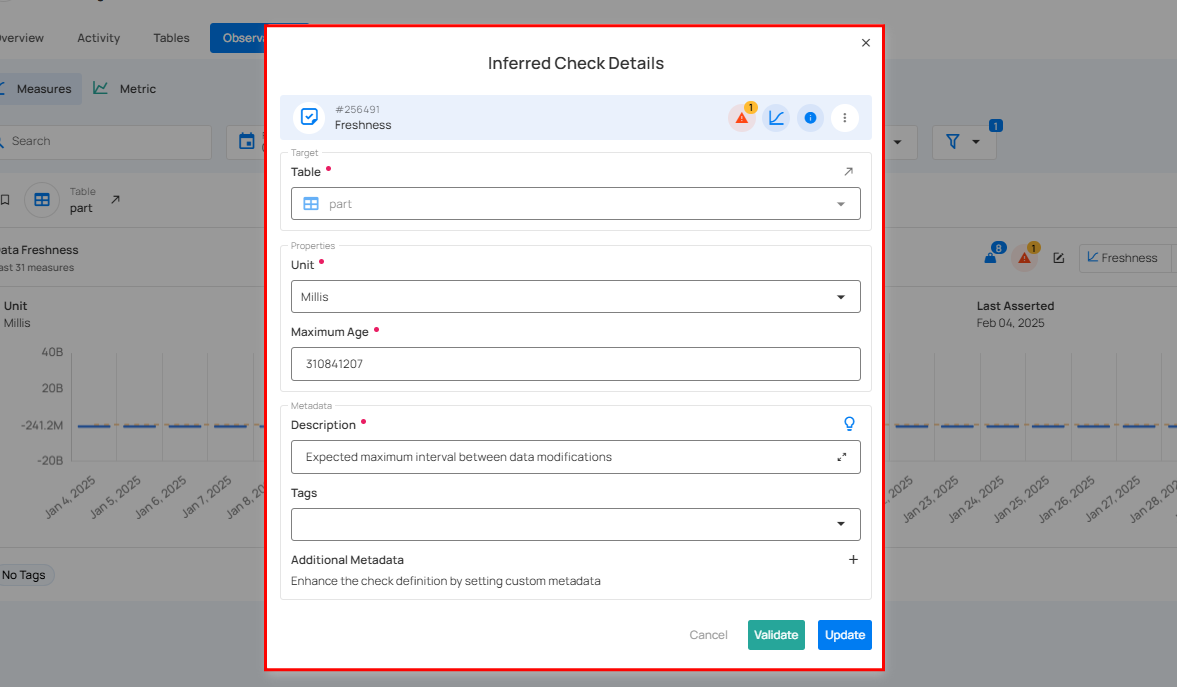 verview Activity Tables Observa
Inferred Check Details
Measures Metric
#256491
Freshness
1
Search
1
Target
Table
part
Table
part
Properties
Unit
Millis
Maximum Age
310841207
ata Freshness
ast 31 measures
8
1
Freshness
Unit
Millis
Last Asserted
Feb 04, 2025
40B
20B
-241.2M
-20B
Jan 4, 2025
Jan 5, 2025
Jan 6, 2025
Jan 7, 2025
Jan 8, 20
, 2025
Jan 23, 2025
Jan 24, 2025
Jan 25, 2025
Jan 26, 2025
Jan 27, 2025
Jan 28, 202
Metadata
Description
Expected maximum interval between data modifications
Tags
Additional Metadata
Enhance the check definition by setting custom metadata
No Tags
Cancel Validate Update